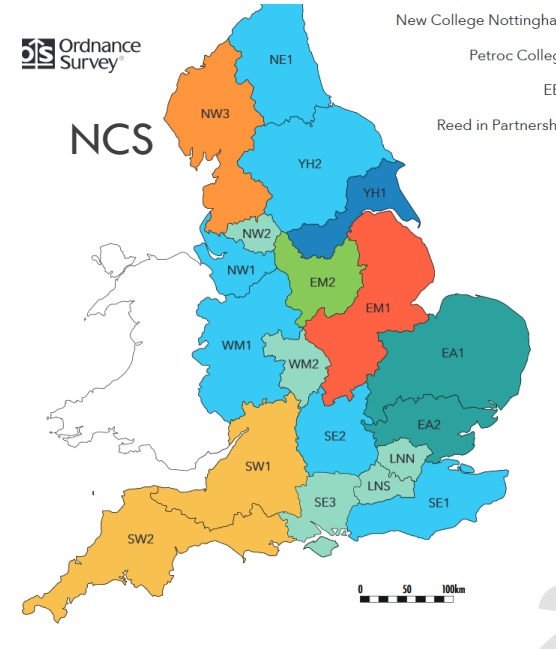 New College Nottingha
Ordnance
Survey
Petroc Colleg
NE1
EE
NW3
Reed in Partnersh
NCS
YH2
YH1
NW2
NW1
EM2
EM1
WM1
EA1
WM2
EA2
SE2
LNN
SW1
LNS
SE3
SE1
SW2
0 50 100km